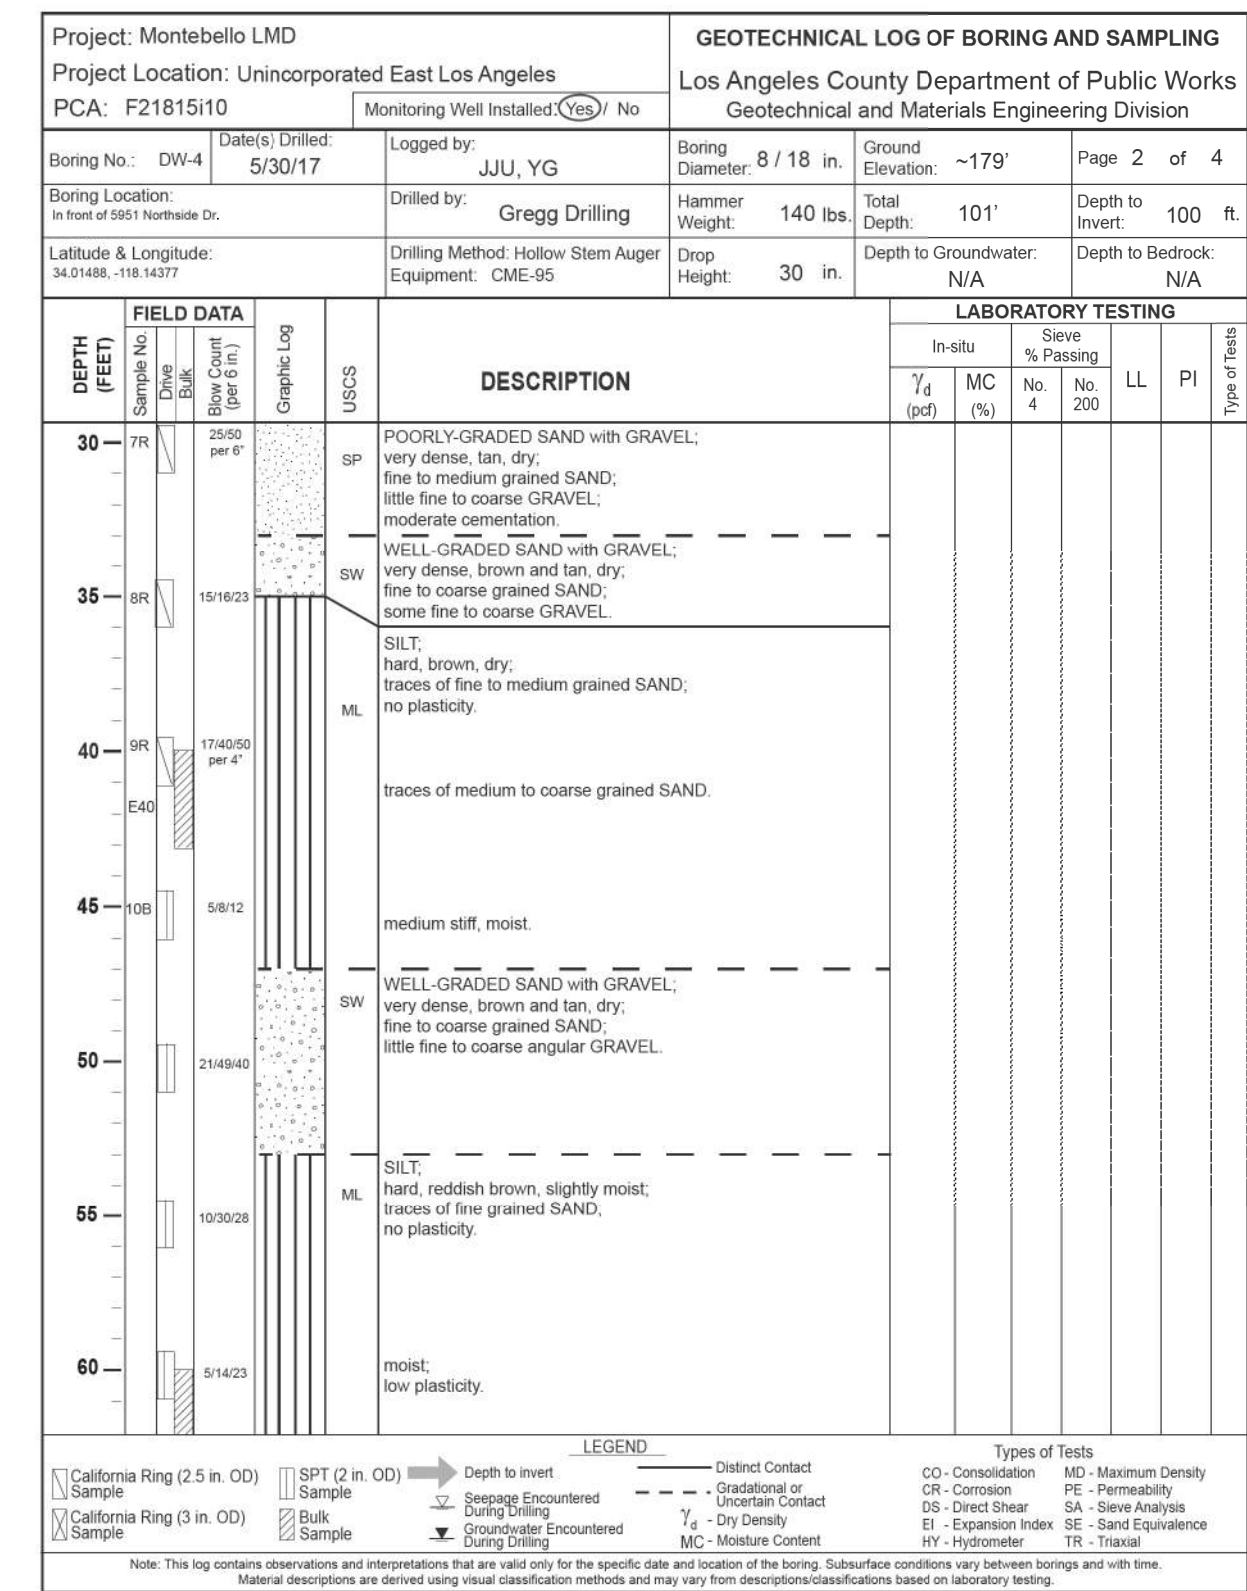 Project: Montebello LMD
Project Location: Unincorporated East Los Angeles
PCA: F21815i10
Monitoring Well Installed: Yes / No
GEOTECHNICAL LOG OF BORING AND SAMPLING
Los Angeles County Department of Public Works
Geotechnical and Materials Engineering Division
Boring No.: DW-4
Date(s) Drilled:
5/30/17
Logged by:
JJU, YG
Boring
Diameter: 8 / 18 in.
Ground
Elevation: ~179'
Page 2 of 4
Boring Location:
In front of 5951 Northside Dr.
Drilled by:
Gregg Drilling
Hammer
Weight: 140 lbs.
Total
Depth: 101'
Depth to
Invert: 100 ft.
Latitude & Longitude:
34.01488, -118.14377
Drilling Method: Hollow Stem Auger
Equipment: CME-95
Drop
Height: 30 in.
Depth to Groundwater:
N/A
Depth to Bedrock:
N/A
DEPTH
(FEET)
FIELD DATA
Sample No.
Drive
Bulk
Blow Count
(per 6 in.)
Graphic Log
USCS
DESCRIPTION
LABORATORY TESTING
In-situ
Sieve
% Passing
γd
(pcf)
MC
(%)
No.
4
No.
200
LL
PI
Type of Tests
30
7R
25/50
per 6"
SP
POORLY-GRADED SAND with GRAVEL;
very dense, tan, dry;
fine to medium grained SAND;
little fine to coarse GRAVEL;
moderate cementation.
SW
WELL-GRADED SAND with GRAVEL;
very dense, brown and tan, dry;
fine to coarse grained SAND;
some fine to coarse GRAVEL.
35
8R
15/16/23
ML
SILT;
hard, brown, dry;
traces of fine to medium grained SAND;
no plasticity.
40
9R
17/40/50
per 4"
E40
traces of medium to coarse grained SAND.
45
10B
5/8/12
medium stiff, moist.
SW
WELL-GRADED SAND with GRAVEL;
very dense, brown and tan, dry;
fine to coarse grained SAND;
little fine to coarse angular GRAVEL.
50
21/49/40
ML
SILT;
hard, reddish brown, slightly moist;
traces of fine grained SAND;
no plasticity.
55
10/30/28
60
5/14/23
moist;
low plasticity.
LEGEND
California Ring (2.5 in. OD)
Sample
California Ring (3 in. OD)
Sample
SPT (2 in. OD)
Sample
Bulk
Sample
Depth to invert
Seepage Encountered
During Drilling
Groundwater Encountered
During Drilling
Distinct Contact
Gradational or
Uncertain Contact
γd - Dry Density
MC - Moisture Content
Types of Tests
CO - Consolidation
CR - Corrosion
DS - Direct Shear
EI - Expansion Index
HY - Hydrometer
MD - Maximum Density
PE - Permeability
SA - Sieve Analysis
SE - Sand Equivalence
TR - Triaxial
Note: This log contains observations and interpretations that are valid only for the specific date and location of the boring. Subsurface conditions vary between borings and with time.
Material descriptions are derived using visual classification methods and may vary from descriptions/classifications based on laboratory testing.